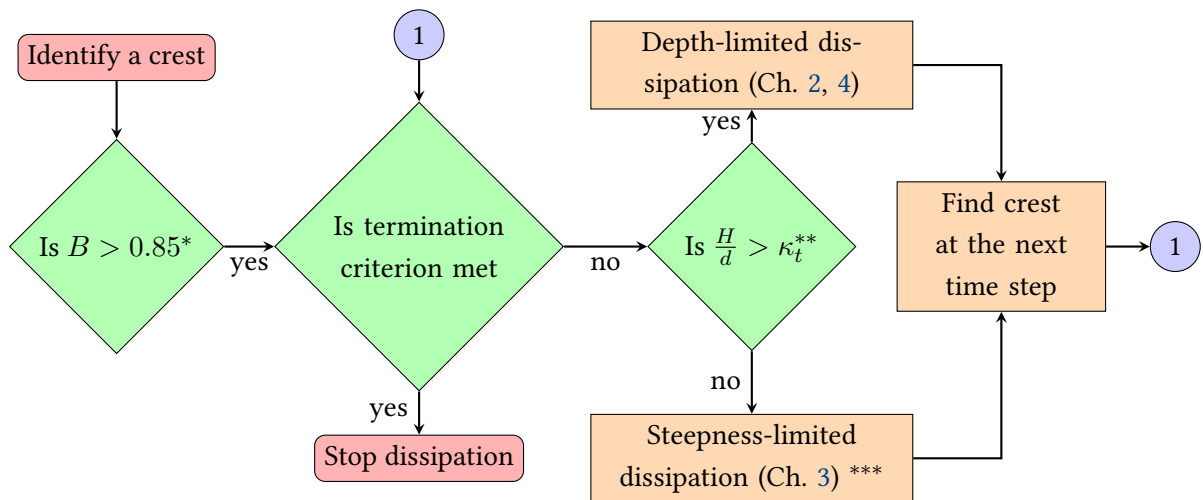 Identify a crest
Is $B > 0.85^*$
yes
1
Is termination
criterion met
yes
Stop dissipation
no
Is $\frac{H}{d} > \kappa_t^{**}$
yes
Depth-limited dis-
sipation (Ch. 2, 4)
no
Steepness-limited
dissipation (Ch. 3) ***
Find crest
at the next
time step
1